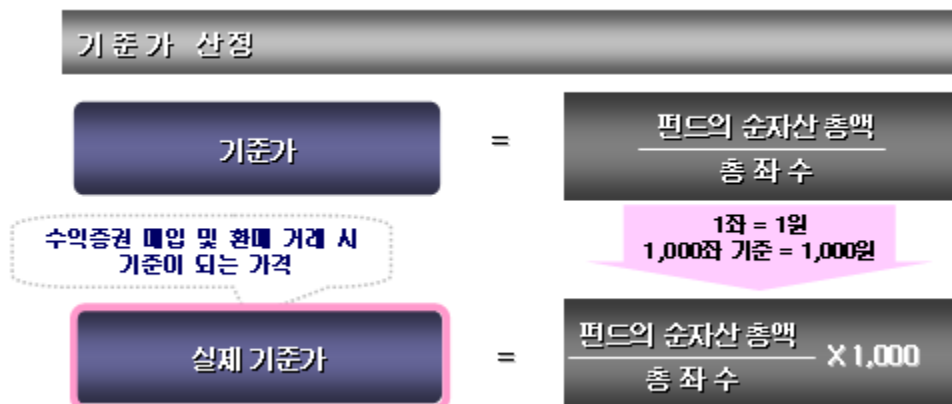 기준가 산정
기준가
=
펀드의 순자산 총액
총 좌 수
수익증권 매입 및 환매 거래 시
기준이 되는 가격
1좌 = 1원
1,000좌 기준 = 1,000원
실제 기준가
=
펀드의 순자산 총액
총 좌 수
X 1,000